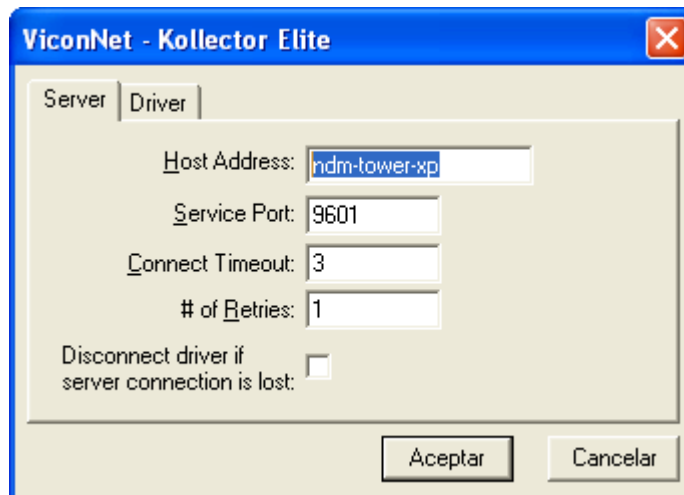 ViconNet - Kollector Elite
Server Driver
Host Address: ndm-tower-xp
Service Port: 9601
Connect Timeout: 3
# of Retries: 1
Disconnect driver if
server connection is lost:
Aceptar Cancelar